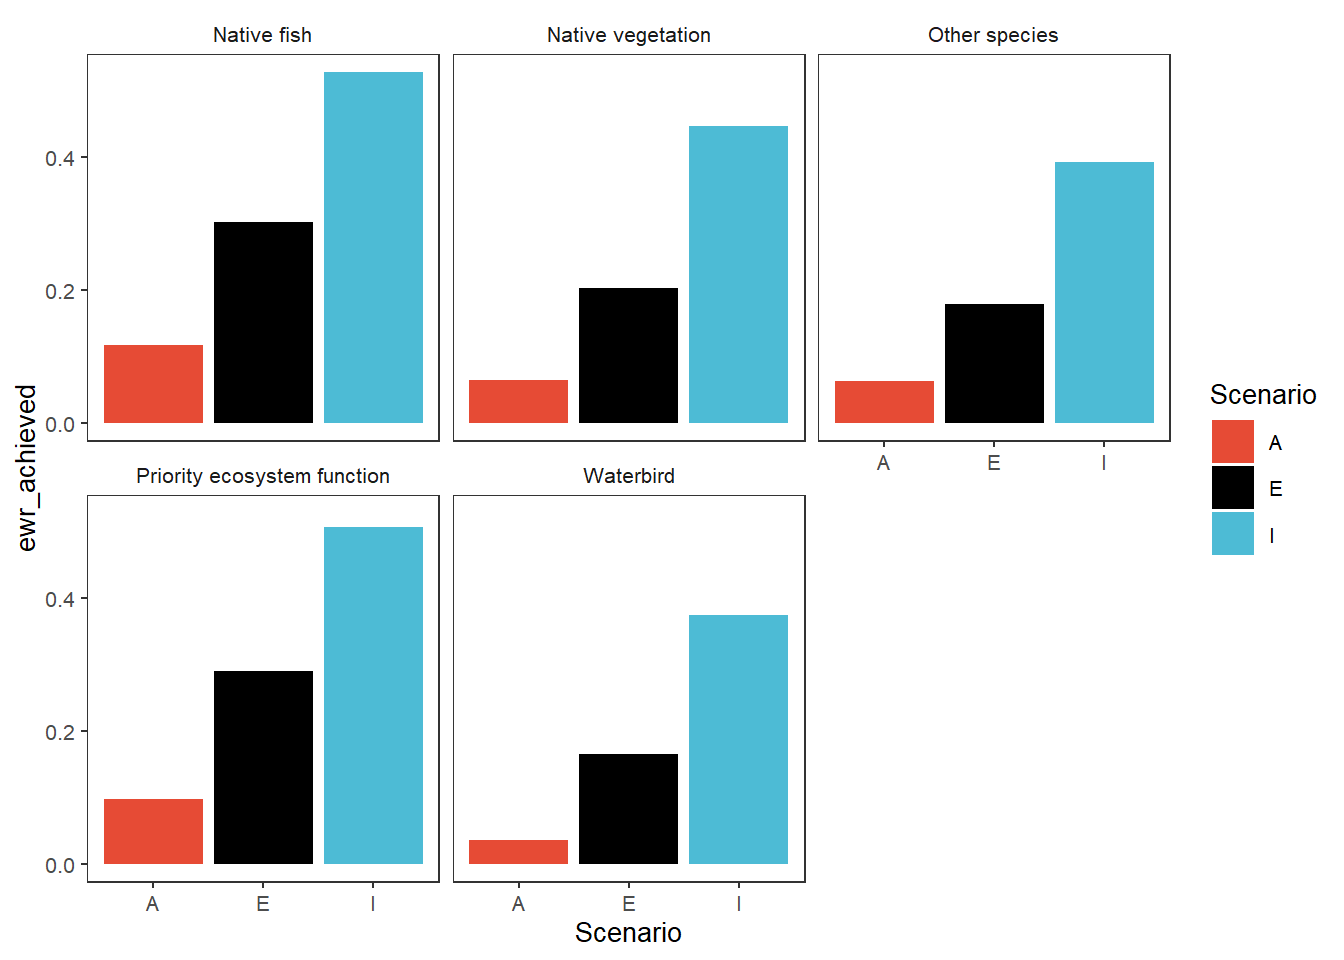 Native fish
Native vegetation
Other species
0.4
0.2
0.0
A E I
Priority ecosystem function
Waterbird
0.4
0.2
0.0
A E I
A E I
Scenario
ewr_achieved
Scenario
A
E
I